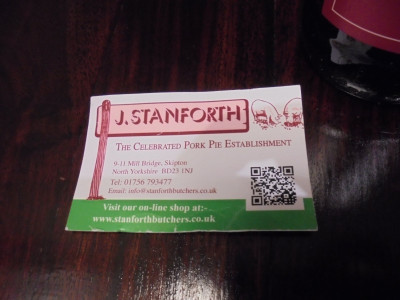 J. STANFORTH
THE CELEBRATED PORK PIE ESTABLISHMENT
9-11 Mill Bridge, Skipton
North Yorkshire BD23 1NJ
Tel: 01756 793477
Email: info@stanforthbutchers.co.uk
Visit our on-line shop at:-
www.stanforthbutchers.co.uk